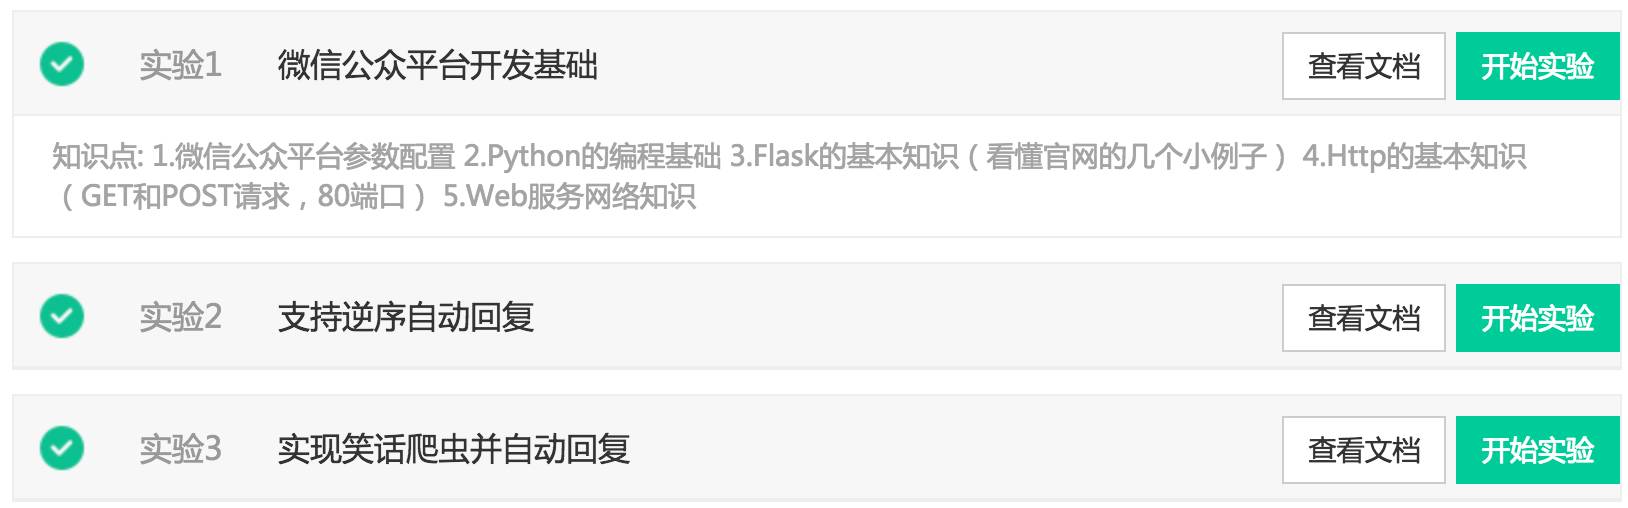 实验1 微信公众平台开发基础 查看文档 开始实验
知识点: 1.微信公众平台参数配置 2.Python的编程基础 3.Flask的基本知识（看懂官网的几个小例子） 4.Http的基本知识
（GET和POST请求，80端口） 5.Web服务网络知识
实验2 支持逆序自动回复 查看文档 开始实验
实验3 实现笑话爬虫并自动回复 查看文档 开始实验